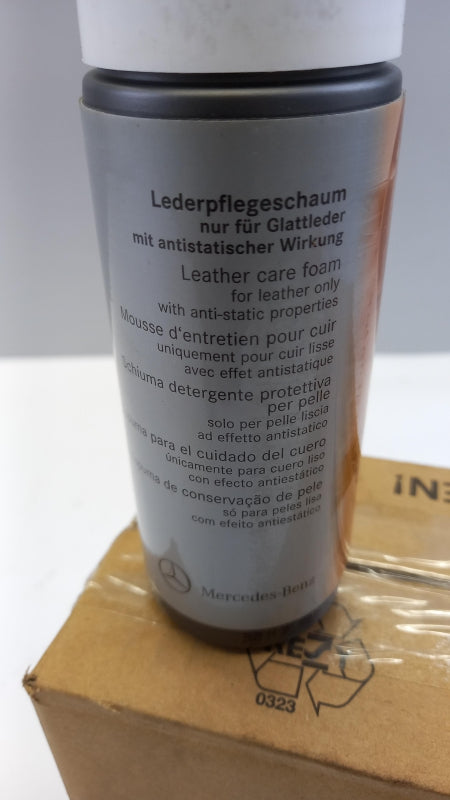 Lederpflegeschaum
nur für Glattleder
mit antistatischer Wirkung
Leather care foam
for leather only
with anti-static properties
Mousse d'entretien pour cuir
uniquement pour cuir lisse
avec effet antistatique
Schiuma detergente protettiva
per pelle
solo per pelle liscia
ad effetto antistatico
para el cuidado del cuero
únicamente para cuero liso
con efecto antiestático
de conservação de pele
só para peles lisa
com efeito antiestático
Mercedes-Benz
0323